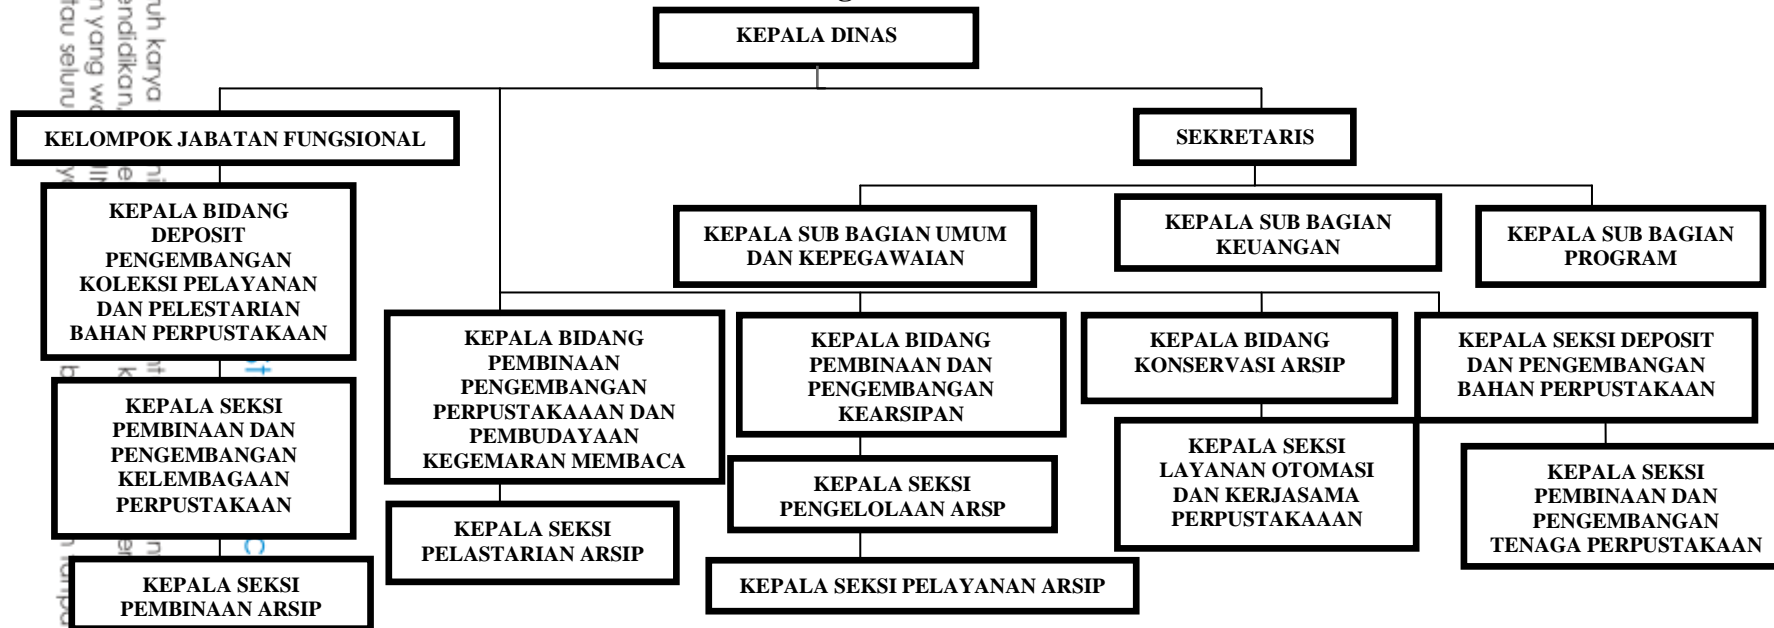 KEPALA DINAS
KELOMPOK JABATAN FUNGSIONAL
SEKRETARIS
KEPALA BIDANG
DEPOSIT
PENGEMBANGAN
KOLEKSI PELAYANAN
DAN PELESTARIAN
BAHAN PERPUSTAKAAN
KEPALA SUB BAGIAN UMUM
DAN KEPEGAWAIAN
KEPALA SUB BAGIAN
KEUANGAN
KEPALA SUB BAGIAN
PROGRAM
KEPALA BIDANG
PEMBINAAN
PENGEMBANGAN
PERPUSTAKAAAN DAN
PEMBUDAYAAN
KEGEMARAN MEMBACA
KEPALA BIDANG
PEMBINAAN DAN
PENGEMBANGAN
KEARSIPAN
KEPALA BIDANG
KONSERVASI ARSIP
KEPALA SEKSI DEPOSIT
DAN PENGEMBANGAN
BAHAN PERPUSTAKAAN
KEPALA SEKSI
PEMBINAAN DAN
PENGEMBANGAN
KELEMBAGAAN
PERPUSTAKAAN
KEPALA SEKSI
PELASTARIAN ARSIP
KEPALA SEKSI
PENGELOLAAN ARSP
KEPALA SEKSI
LAYANAN OTOMASI
DAN KERJASAMA
PERPUSTAKAAAN
KEPALA SEKSI
PEMBINAAN DAN
PENGEMBANGAN
TENAGA PERPUSTAKAAN
KEPALA SEKSI
PEMBINAAN ARSIP
KEPALA SEKSI PELAYANAN ARSIP
karya
yang
seluru